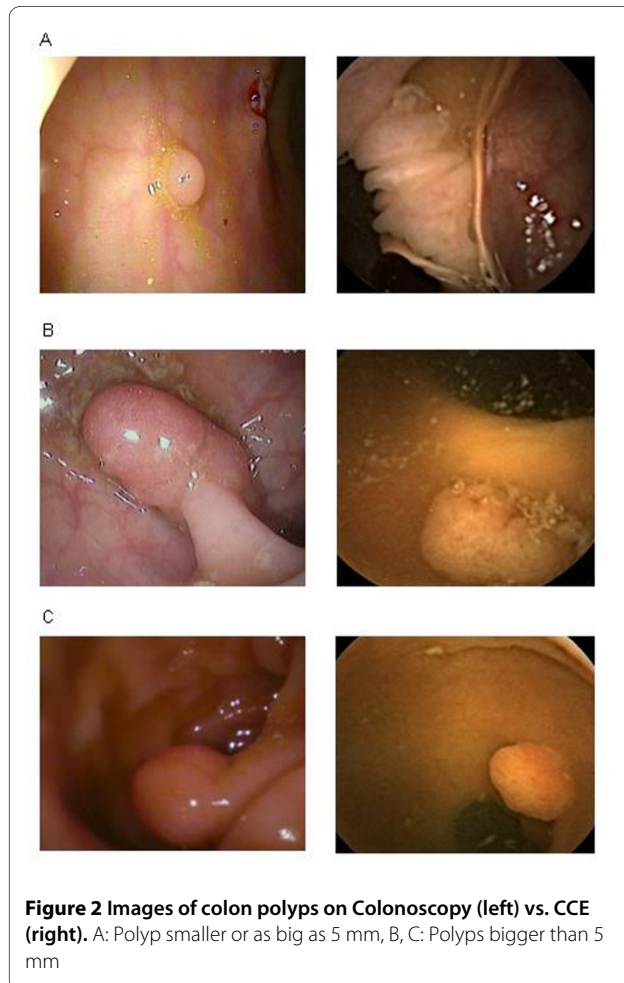 A
B
C
Figure 2 Images of colon polyps on Colonoscopy (left) vs. CCE
(right). A: Polyp smaller or as big as 5 mm, B, C: Polyps bigger than 5
mm